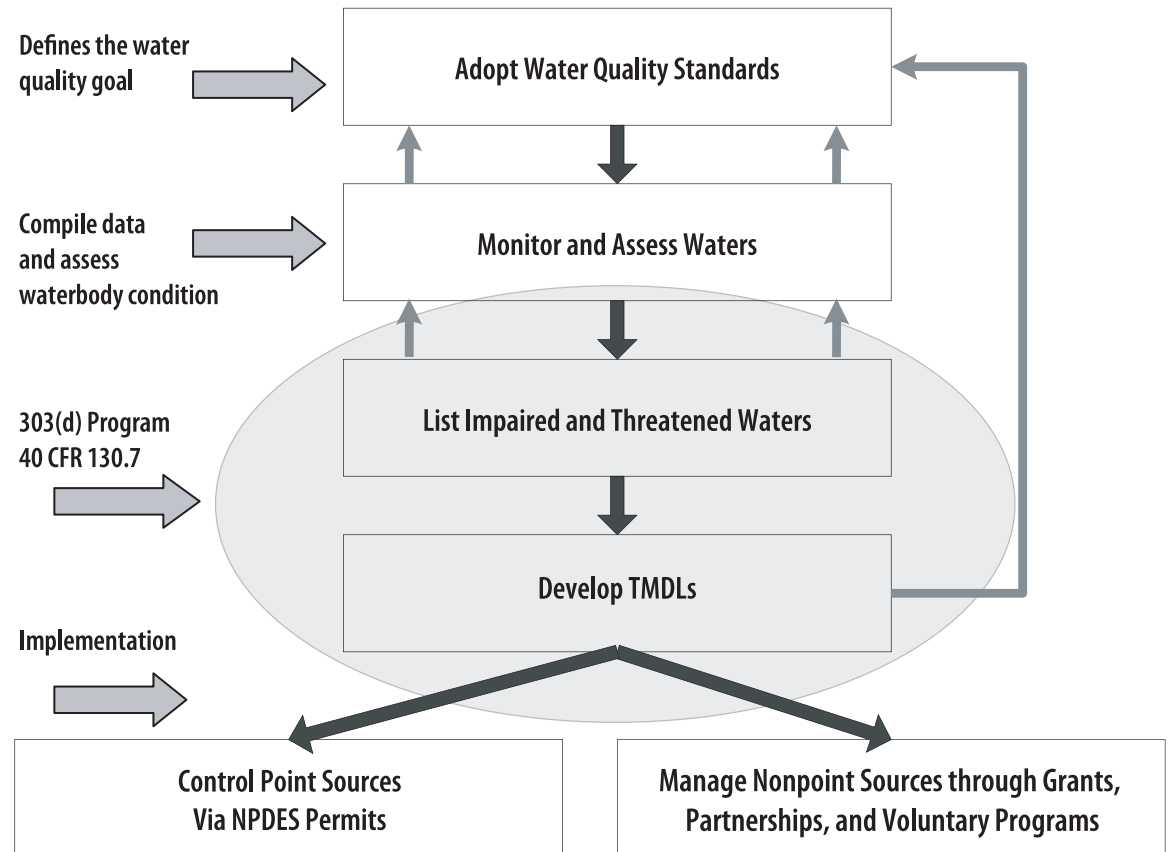 Defines the water
quality goal
Adopt Water Quality Standards
Compile data
and assess
waterbody condition
Monitor and Assess Waters
303(d) Program
40 CFR 130.7
List Impaired and Threatened Waters
Develop TMDLs
Implementation
Control Point Sources
Via NPDES Permits
Manage Nonpoint Sources through Grants,
Partnerships, and Voluntary Programs